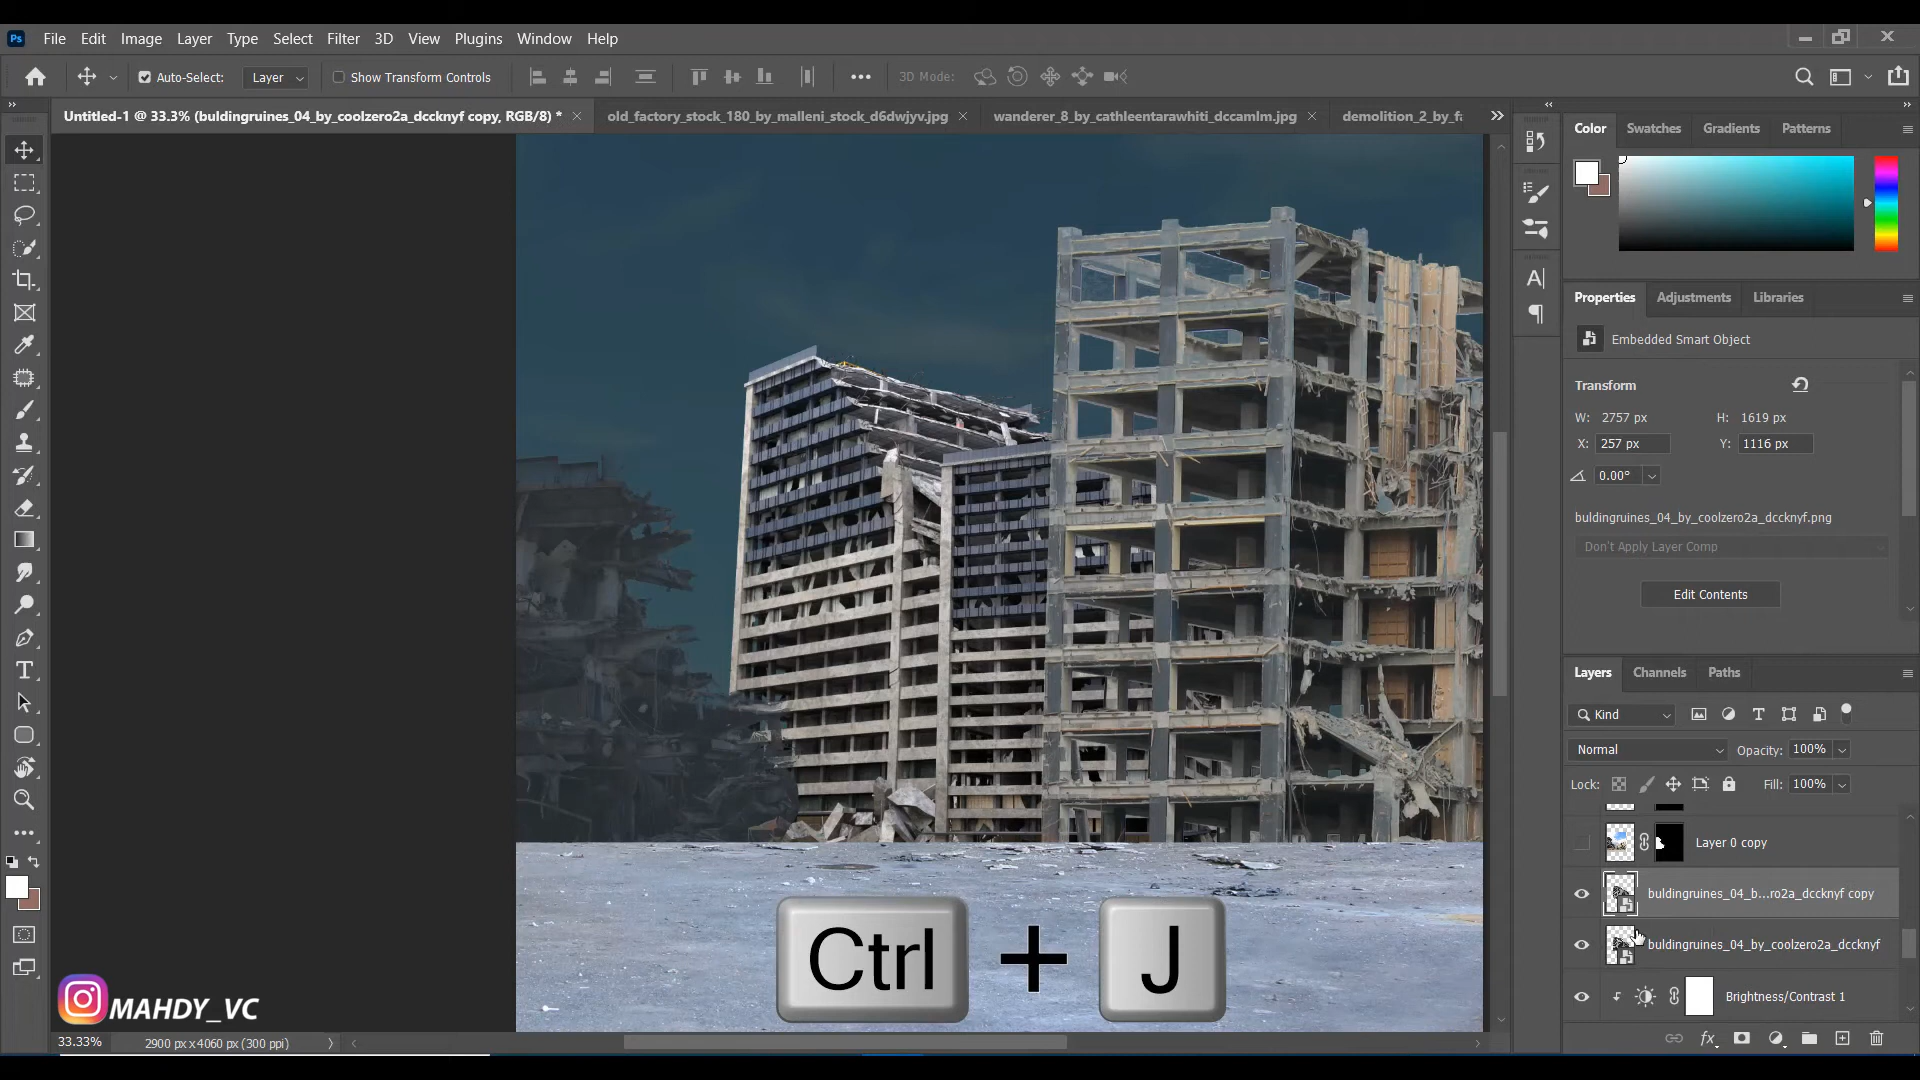 Ps File Edit Image Layer Type Select Filter 3D View Plugins Window Help
Auto-Select: Layer Show Transform Controls 3D Mode:
Untitled-1 @ 33.3% (buldingruines_04_by_coolzero2a_dccknyf copy, RGB/8) * old_factory_stock_180_by_malleni_stock_d6dwjyv.jpg wanderer_8_by_cathleentarawhiti_dccamlm.jpg
Color Swatches Gradients Patterns
Properties Adjustments Libraries
Embedded Smart Object
Transform
W: 2757 px H: 1619 px
X: 257 px Y: 1116 px
0.00°
buldingruines_04_by_coolzero2a_dccknyf.png
Don't Apply Layer Comp
Edit Contents
Layers Channels Paths
Kind
Normal Opacity: 100%
Lock: Fill: 100%
Layer 0 copy
buldingruines_04_b...ro2a_dccknyf copy
buldingruines_04_by_coolzero2a_dccknyf
Brightness/Contrast 1
Ctrl + J
MAHDY_VC
33.33% 2900 px x 4060 px (300 ppi)